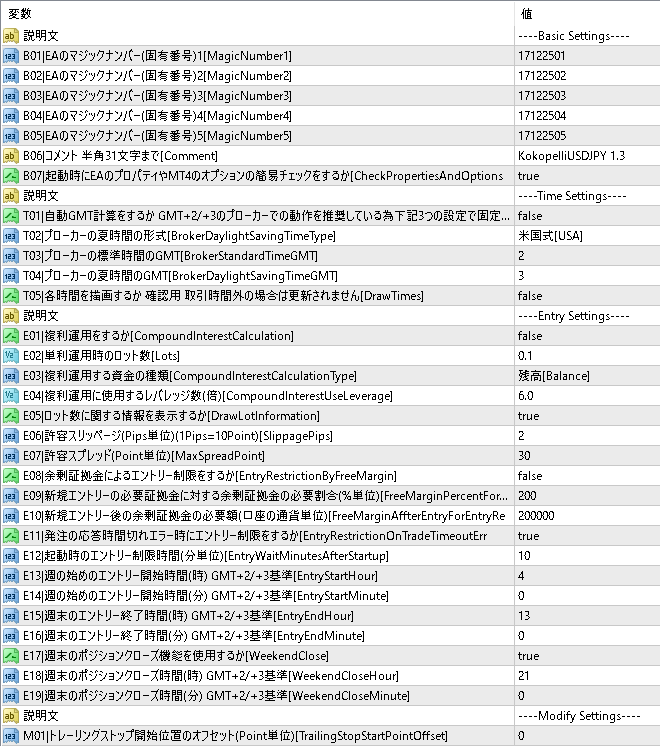 変数 値
ab 説明文 ----Basic Settings----
123 B01|EAのマジックナンバー(固有番号)1[MagicNumber1] 17122501
123 B02|EAのマジックナンバー(固有番号)2[MagicNumber2] 17122502
123 B03|EAのマジックナンバー(固有番号)3[MagicNumber3] 17122503
123 B04|EAのマジックナンバー(固有番号)4[MagicNumber4] 17122504
123 B05|EAのマジックナンバー(固有番号)5[MagicNumber5] 17122505
ab B06|コメント 半角31文字まで[Comment] KokopelliUSDJPY 1.3
B07|起動時にEAのプロパティやMT4のオプションの簡易チェックをするか[CheckPropertiesAndOptions true
ab 説明文 ----Time Settings----
T01|自動GMT計算をするか GMT+2/+3のブローカーでの動作を推奨している為下記3つの設定で固定... false
123 T02|ブローカーの夏時間の形式[BrokerDaylightSavingTimeType] 米国式[USA]
123 T03|ブローカーの標準時間のGMT[BrokerStandardTimeGMT] 2
123 T04|ブローカーの夏時間のGMT[BrokerDaylightSavingTimeGMT] 3
T05|各時間を描画するか 確認用 取引時間外の場合は更新されません[DrawTimes] false
ab 説明文 ----Entry Settings----
E01|複利運用をするか[CompoundInterestCalculation] false
V2 E02|単利運用時のロット数[Lots] 0.1
123 E03|複利運用する資金の種類[CompoundInterestCalculationType] 残高[Balance]
V2 E04|複利運用に使用するレバレッジ数(倍)[CompoundInterestUseLeverage] 6.0
E05|ロット数に関する情報を表示するか[DrawLotInformation] true
123 E06|許容スリッページ(Pips単位)(1Pips=10Point)[SlippagePips] 2
123 E07|許容スプレッド(Point単位)[MaxSpreadPoint] 30
E08|余剰証拠金によるエントリー制限をするか[EntryRestrictionByFreeMargin] false
123 E09|新規エントリーの必要証拠金に対する余剰証拠金の必要割合(%単位)[FreeMarginPercentFor... 200
123 E10|新規エントリー後の余剰証拠金の必要額(口座の通貨単位)[FreeMarginAffterEntryForEntryRe 200000
E11|発注の応答時間切れエラー時にエントリー制限をするか[EntryRestrictionOnTradeTimeoutErr true
123 E12|起動時のエントリー制限時間(分単位)[EntryWaitMinutesAfterStartup] 10
123 E13|週の始めのエントリー開始時間(時) GMT+2/+3基準[EntryStartHour] 4
123 E14|週の始めのエントリー開始時間(分) GMT+2/+3基準[EntryStartMinute] 0
123 E15|週末のエントリー終了時間(時) GMT+2/+3基準[EntryEndHour] 13
123 E16|週末のエントリー終了時間(分) GMT+2/+3基準[EntryEndMinute] 0
E17|週末のポジションクローズ機能を使用するか[WeekendClose] true
123 E18|週末のポジションクローズ時間(時) GMT+2/+3基準[WeekendCloseHour] 21
123 E19|週末のポジションクローズ時間(分) GMT+2/+3基準[WeekendCloseMinute] 0
ab 説明文 ----Modify Settings----
123 M01|トレーリングストップ開始位置のオフセット(Point単位)[TrailingStopStartPointOffset] 0